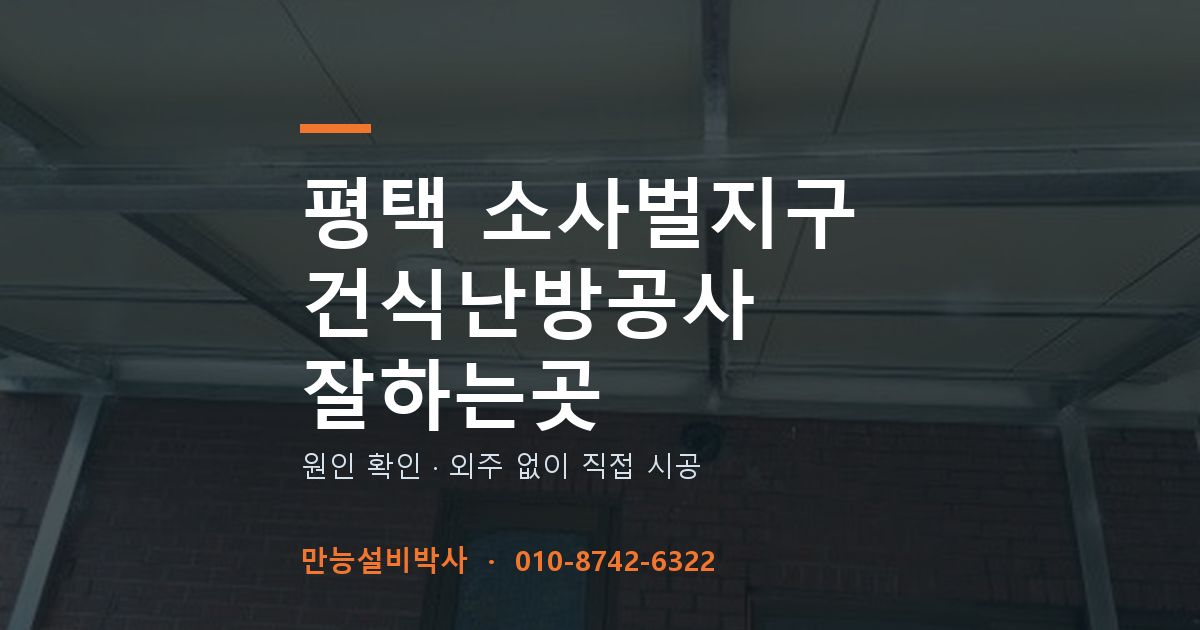 평택 소사벌지구
건식난방공사
잘하는곳
원인 확인 · 외주 없이 직접 시공
만능설비박사 · 010-8742-6322